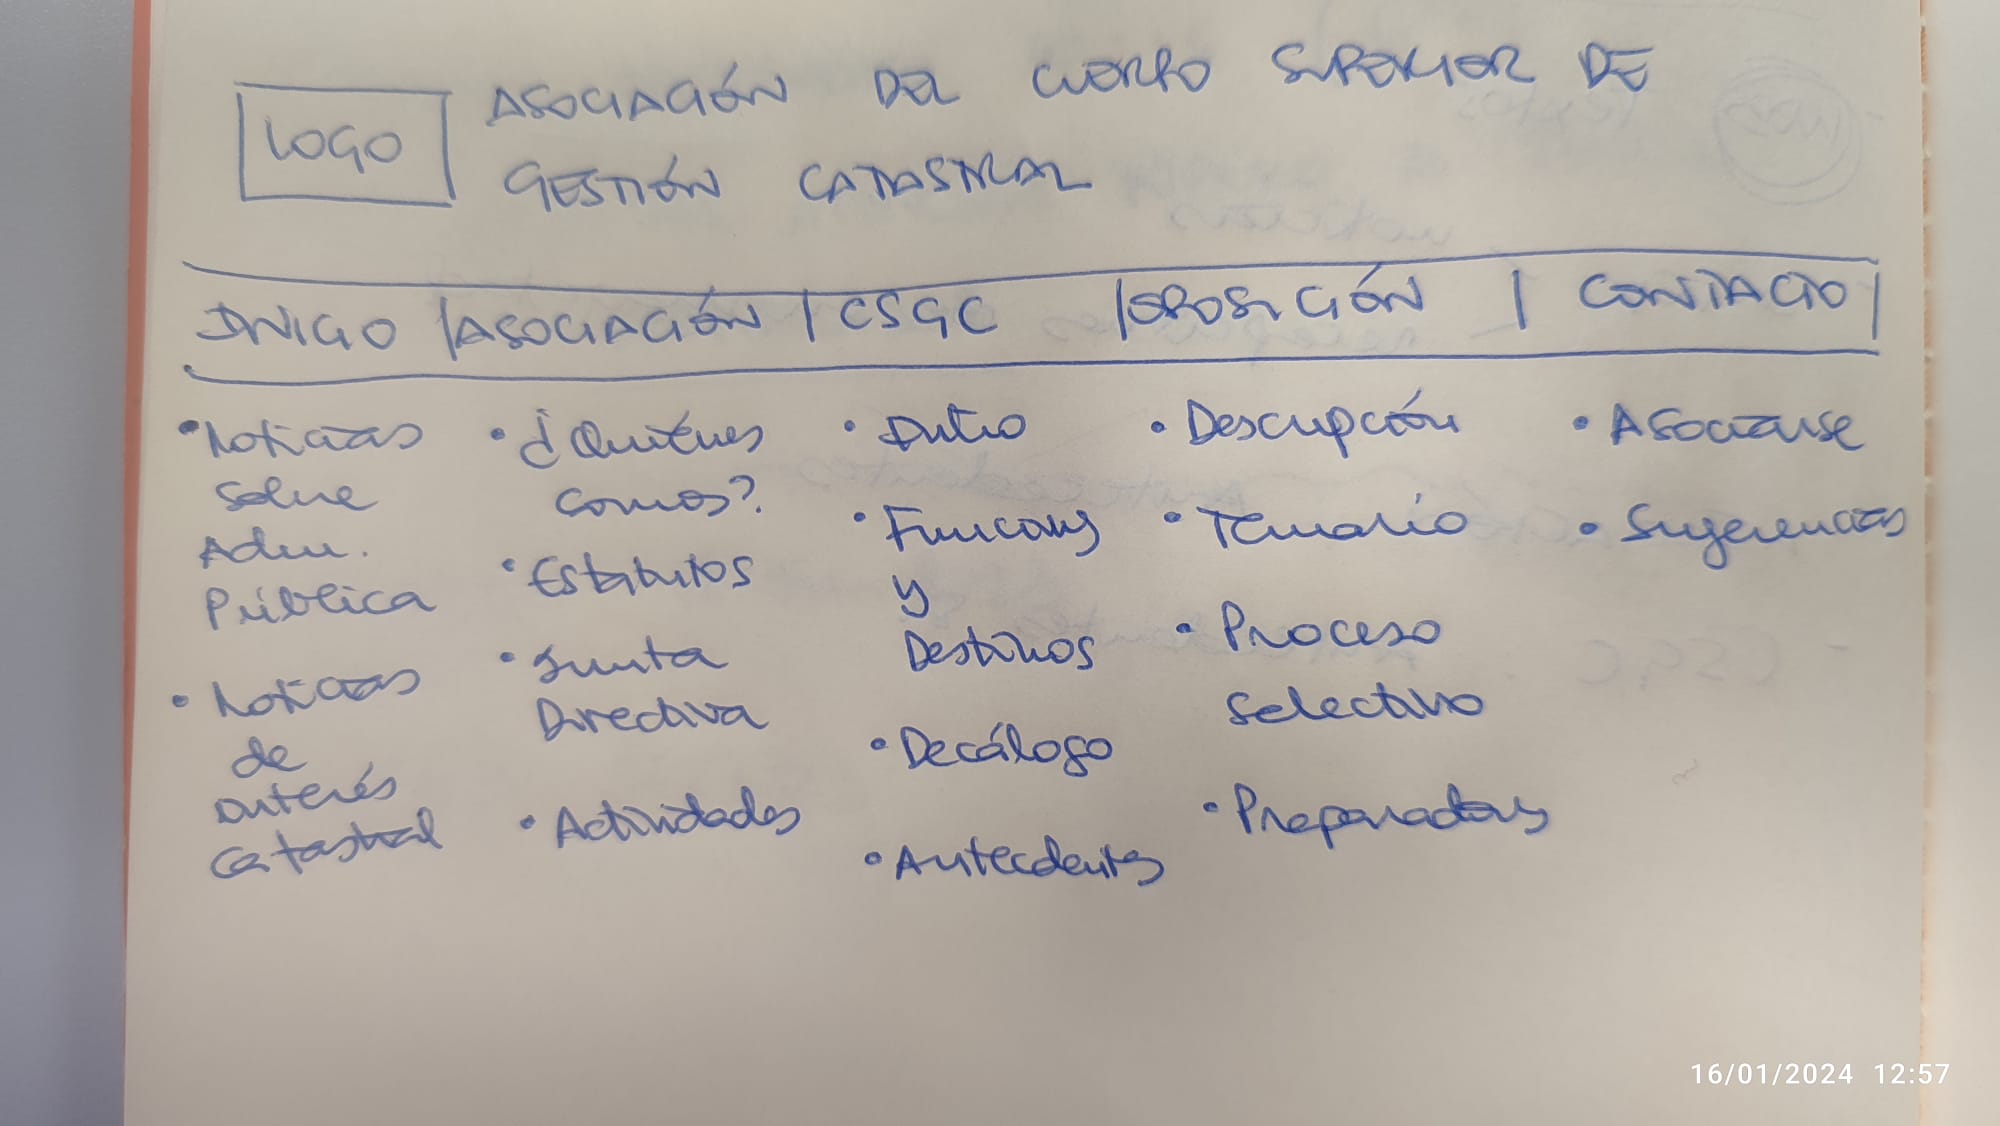 LOGO
ASOCIACIÓN DEL CUERPO SUPERIOR DE
GESTIÓN CATASTRAL
INICIO | ASOCIACIÓN | CSGC | OPOSICIÓN | CONTACTO |
• Noticias
sobre
Adm.
Pública
• Noticias
de
interés
catastral
• ¿Quiénes
somos?
• Estatutos
• Junta
Directiva
• Actividades
• Intro
• Funciones
y
Destinos
• Decálogo
• Antecedentes
• Descripción
• Temario
• Proceso
selectivo
• Preparadores
• Asociarse
• Sugerencias
16/01/2024 12:57